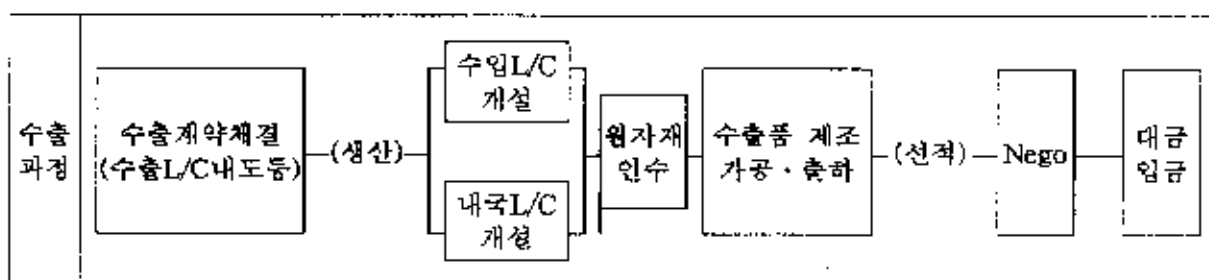 수출
과정
수출계약체결
(수출L/C내도등)
(생산)
수입L/C
개설
내국L/C
개설
원자재
인수
수출품 제조
가공·출하
(선적)
Nego
대금
입금